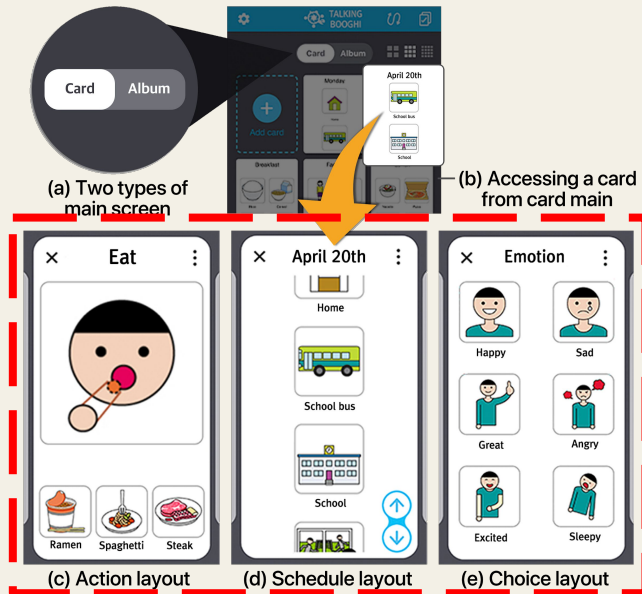 TALKING
BOOGHI
Card Album
Card Album
Monday
April 20th
School bus
Add card
School
Breakfast
(a) Two types of
main screen
(b) Accessing a card
from card main
Eat
April 20th
Emotion
Home
Happy
Sad
School bus
Great
Angry
School
Ramen
Spaghetti
Steak
Excited
Sleepy
(c) Action layout
(d) Schedule layout
(e) Choice layout